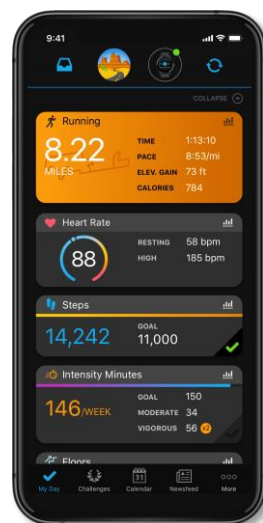 9:41
COLLAPSE
Running
8.22
MILES
TIME 1:13:10
PACE 8:53/mi
ELEV. GAIN 73 ft
CALORIES 784
Heart Rate
88
RESTING 58 bpm
HIGH 185 bpm
Steps
14,242
GOAL
11,000
Intensity Minutes
146/WEEK
GOAL 150
MODERATE 34
VIGOROUS 56 x2
Floors
31
My Day Challenges Calendar Newsfeed More